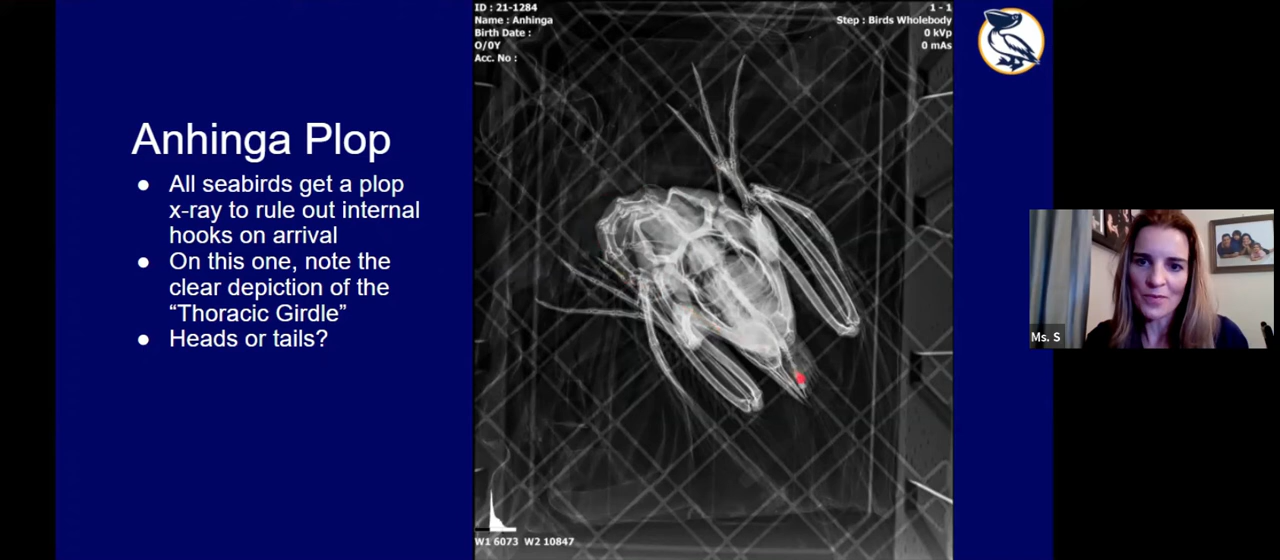 ID : 21-1284
Name : Anhinga
Birth Date :
O/0Y
Acc. No :
1 - 1
Step : Birds Wholebody
0 kVp
0 mAs
Anhinga Plop
● All seabirds get a plop
x-ray to rule out internal
hooks on arrival
● On this one, note the
clear depiction of the
“Thoracic Girdle”
● Heads or tails?
Ms. S
W1 6073 W2 10847